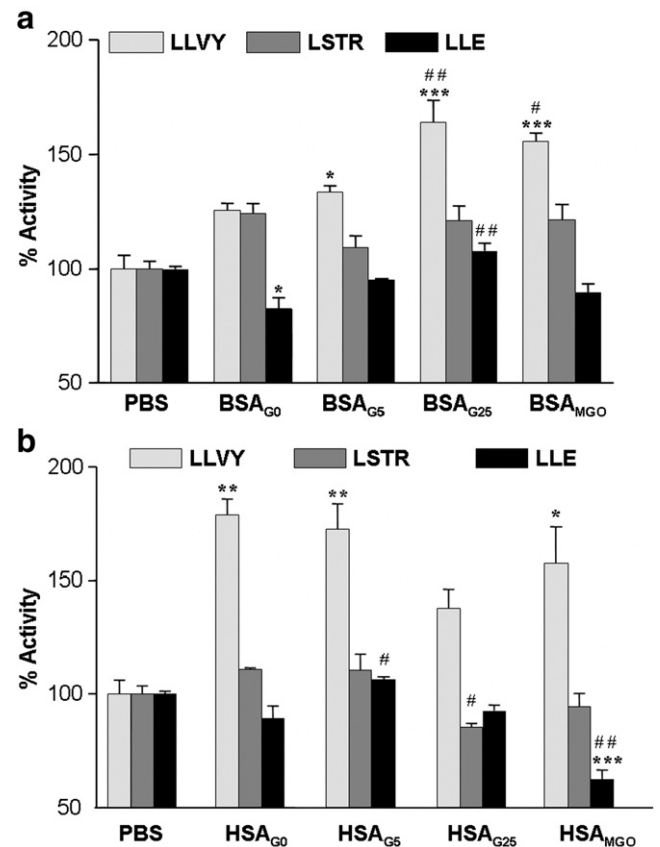 a
200
LLVY LSTR LLE
##
***
#
***
150
*
% Activity
##
100
*
50
PBS BSAG0 BSAG5 BSAG25 BSAMGO
b
200
LLVY LSTR LLE
** **
*
150
% Activity
#
100
#
##
***
50
PBS HSAG0 HSAG5 HSAG25 HSAMGO